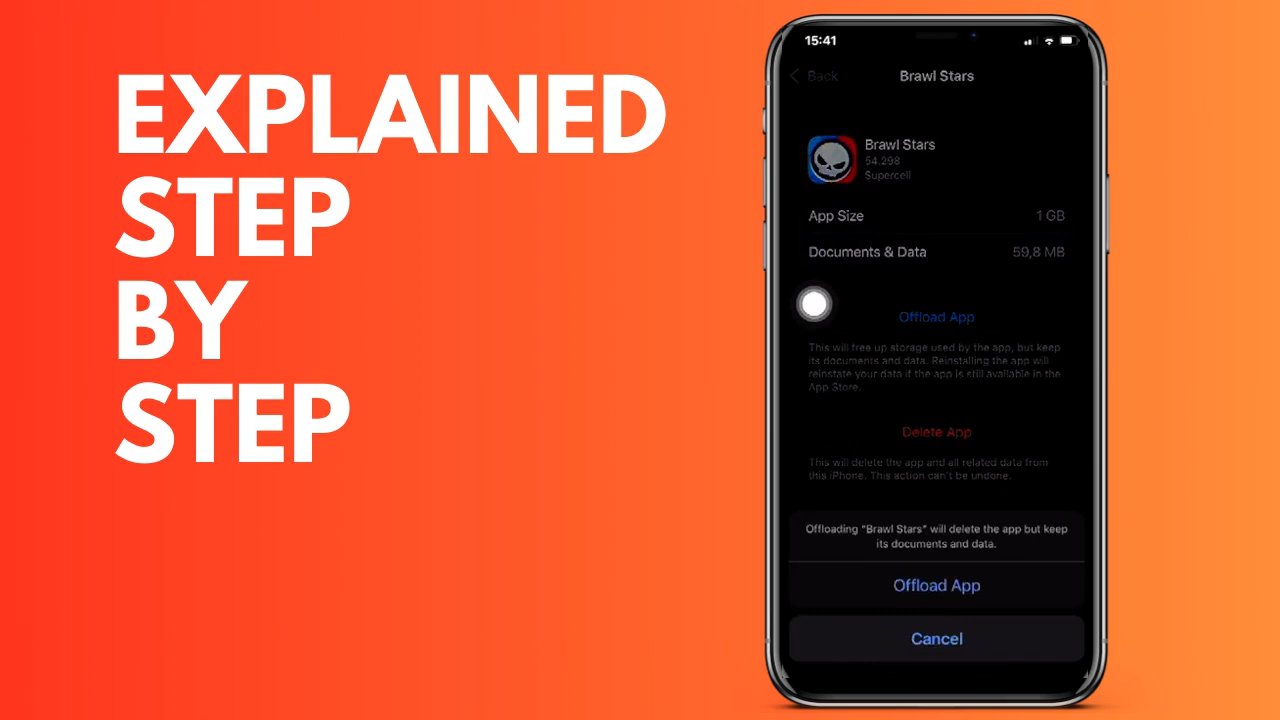 EXPLAINED
STEP
BY
STEP
15:41
Back
Brawl Stars
Brawl Stars
54.298
Supercell
App Size 1 GB
Documents & Data 59,8 MB
Offload App
This will free up storage used by the app, but keep
its documents and data. Reinstalling the app will
reinstate your data if the app is still available in the
App Store.
Delete App
This will delete the app and all related data from
this iPhone. This action can't be undone.
Offloading "Brawl Stars" will delete the app but keep
its documents and data.
Offload App
Cancel